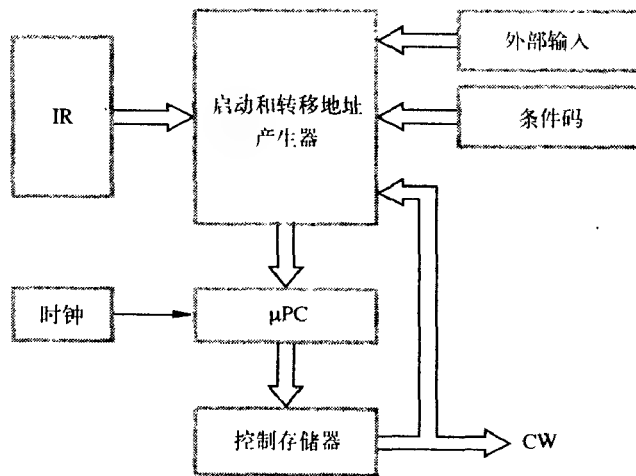 外部输入
IR
启动和转移地址
产生器
条件码
时钟
μPC
控制存储器
CW